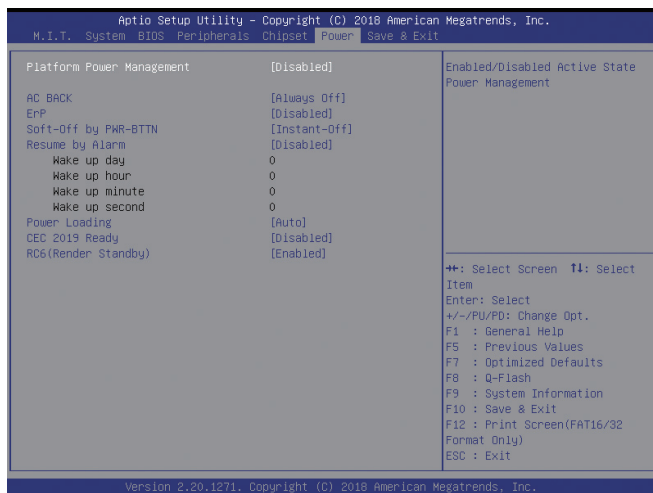 Aptio Setup Utility – Copyright (C) 2018 American Megatrends, Inc.
M.I.T. System BIOS Peripherals Chipset Power Save & Exit
Platform Power Management [Disabled]
AC BACK [Always Off]
ErP [Disabled]
Soft-Off by PWR-BTTN [Instant-Off]
Resume by Alarm [Disabled]
Wake up day 0
Wake up hour 0
Wake up minute 0
Wake up second 0
Power Loading [Auto]
CEC 2019 Ready [Disabled]
RC6(Render Standby) [Enabled]
Enabled/Disabled Active State
Power Management
→←: Select Screen ↑↓: Select
Item
Enter: Select
+/-/PU/PD: Change Opt.
F1 : General Help
F5 : Previous Values
F7 : Optimized Defaults
F8 : Q-Flash
F9 : System Information
F10 : Save & Exit
F12 : Print Screen(FAT16/32
Format Only)
ESC : Exit
Version 2.20.1271. Copyright (C) 2018 American Megatrends, Inc.